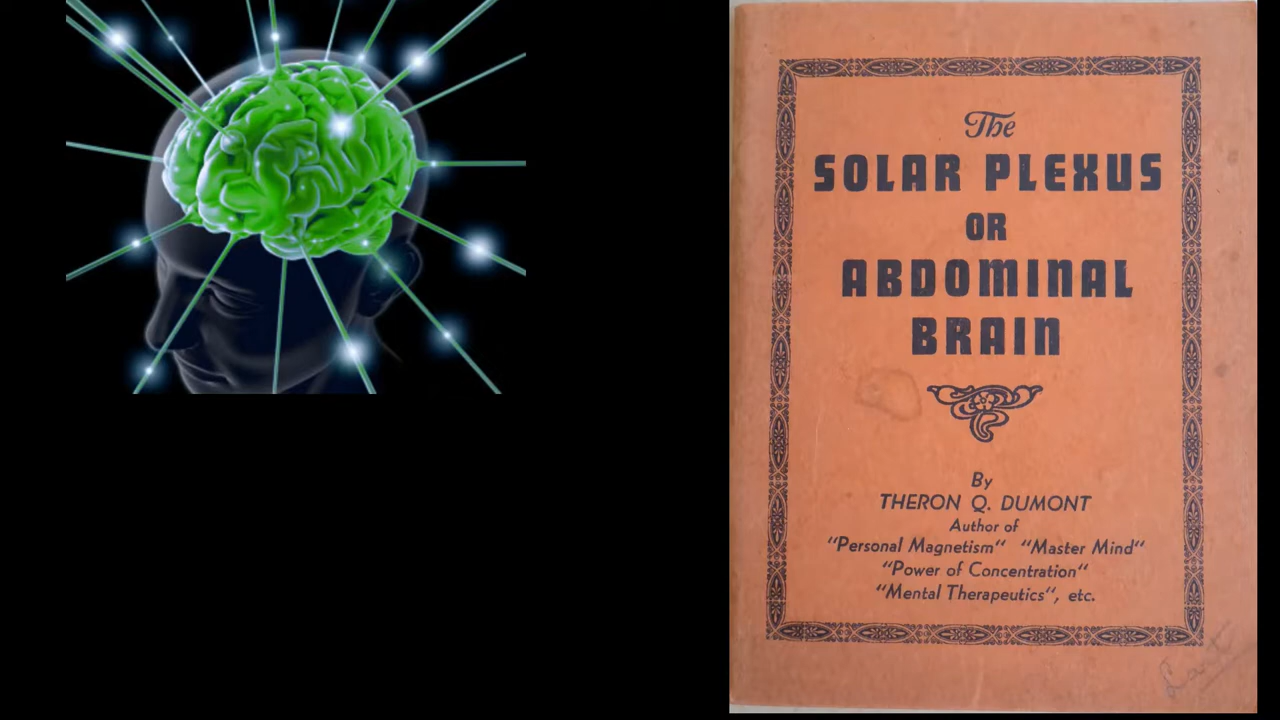 The
SOLAR PLEXUS
OR
ABDOMINAL
BRAIN
By
THERON Q. DUMONT
Author of
"Personal Magnetism" "Master Mind"
"Power of Concentration"
"Mental Therapeutics", etc.